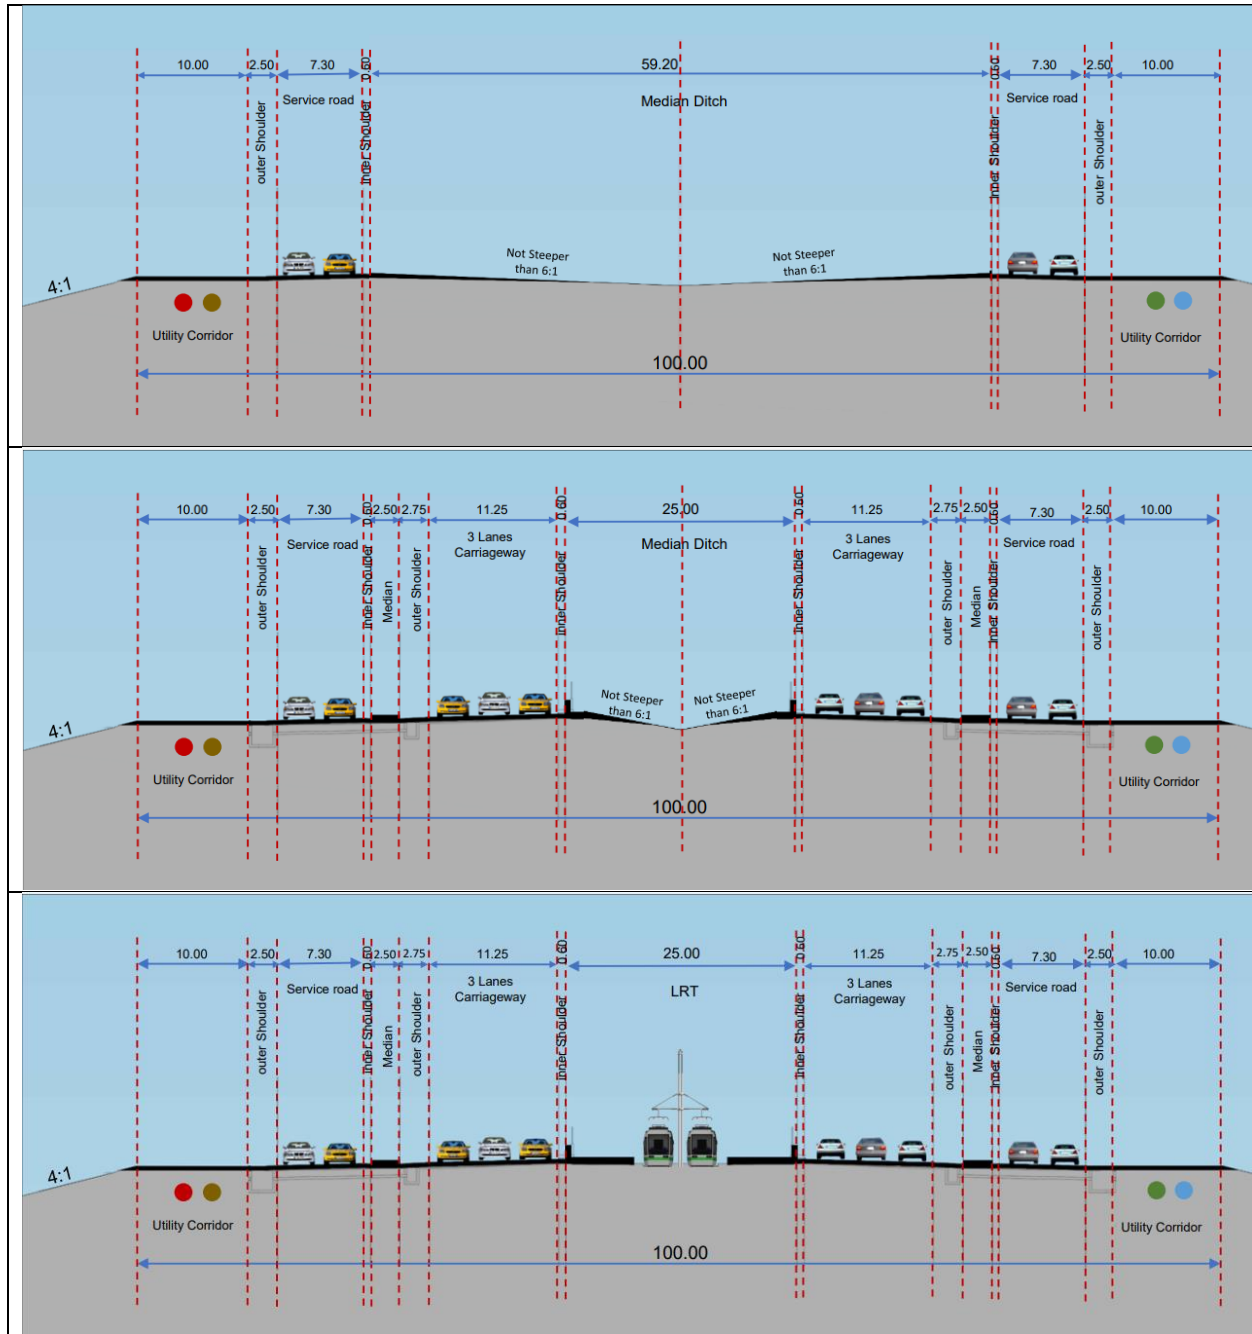 10.00 2.50 7.30 0.60 59.20 0.60 7.30 2.50 10.00
Service road Median Ditch Service road
outer Shoulder
Inner Shoulder
Inner Shoulder
outer Shoulder
Not Steeper
than 6:1
Not Steeper
than 6:1
4:1
Utility Corridor Utility Corridor
100.00
10.00 2.50 7.30 0.60 2.50 2.75 11.25 0.60 25.00 0.60 11.25 2.75 2.50 0.60 7.30 2.50 10.00
Service road
3 Lanes
Carriageway
Median Ditch
3 Lanes
Carriageway
Service road
outer Shoulder
Inner Shoulder
Median
outer Shoulder
Inner Shoulder
Inner Shoulder
outer Shoulder
Median
Inner Shoulder
outer Shoulder
Not Steeper
than 6:1
Not Steeper
than 6:1
4:1
Utility Corridor Utility Corridor
100.00
10.00 2.50 7.30 0.60 2.50 2.75 11.25 0.60 25.00 0.60 11.25 2.75 2.50 0.60 7.30 2.50 10.00
Service road
3 Lanes
Carriageway
LRT
3 Lanes
Carriageway
Service road
outer Shoulder
Inner Shoulder
Median
outer Shoulder
Inner Shoulder
Inner Shoulder
outer Shoulder
Median
Inner Shoulder
outer Shoulder
4:1
Utility Corridor Utility Corridor
100.00